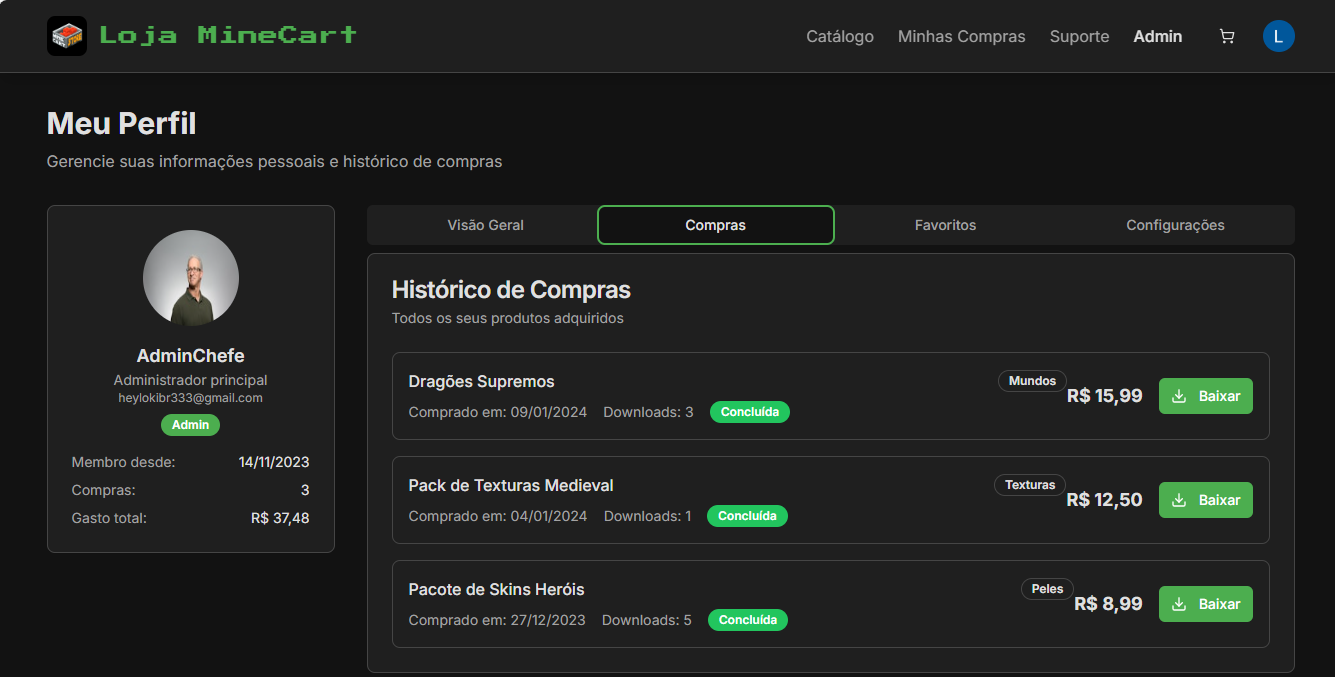 Loja MineCart
Catálogo Minhas Compras Suporte Admin L
Meu Perfil
Gerencie suas informações pessoais e histórico de compras
AdminChefe
Administrador principal
heylokibr333@gmail.com
Admin
Membro desde: 14/11/2023
Compras: 3
Gasto total: R$ 37,48
Visão Geral Compras Favoritos Configurações
Histórico de Compras
Todos os seus produtos adquiridos
Dragões Supremos
Comprado em: 09/01/2024 Downloads: 3 Concluída
Mundos
R$ 15,99 Baixar
Pack de Texturas Medieval
Comprado em: 04/01/2024 Downloads: 1 Concluída
Texturas
R$ 12,50 Baixar
Pacote de Skins Heróis
Comprado em: 27/12/2023 Downloads: 5 Concluída
Peles
R$ 8,99 Baixar